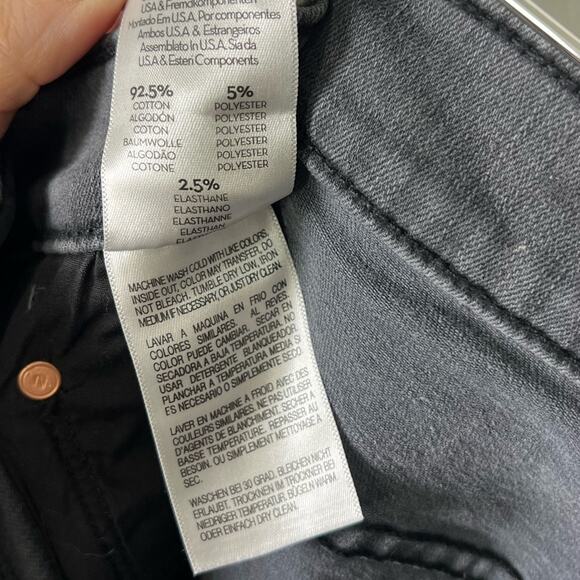 USA & Fremdkomponenten
Montado Em U.S.A. Por componentes
Ambos U.S.A & Estrangeiros
Assemblato In U.S.A. Sia da
U.S.A & Esteri Components
92.5% 5%
COTTON POLYESTER
ALGODÓN POLYESTER
COTON POLYESTER
BAUMWOLLE POLYESTER
ALGODÃO POLYESTER
COTONE POLYESTER
2.5%
ELASTHANE
ELASTHANO
ELASTHANNE
ELASTHAN
MACHINE WASH COLD WITH LIKE COLORS,
INSIDE OUT, COLOR MAY TRANSFER, DO
NOT BLEACH. TUMBLE DRY LOW, IRON
MEDIUM IF NECESSARY, OR JUST DRY CLEAN.
LAVAR A MAQUINA EN FRIO CON
COLORES SIMILARES. AL REVES.
COLOR PUEDE CAMBIAR. SECAR EN
SECADORA A BAJA TEMPERATURA. NO
USAR DETERGENTE BLANQUEADOR.
PLANCHAR A TEMPERATURA MEDIA SI
ES NECESARIO O SIMPLEMENTE SECO
LAVER EN MACHINE A FROID AVEC DES
COULEURS SIMILAIRES. NE PAS UTILISER
D'AGENTS DE BLANCHIMENT. SECHER A
BASSE TEMPERATURE. REPASSER AU
BESOIN. OU SIMPLEMENT METTOYAGE A
SEC.
WASCHEN BEI 30 GRAD. BLEICHEN NICHT
ERLAUBT. TROCKNEN IM TROCKNER BEI
NIEDRIGER TEMPERATUR. BÜGELN WARM.
ODER EINFACH DRY CLEAN.